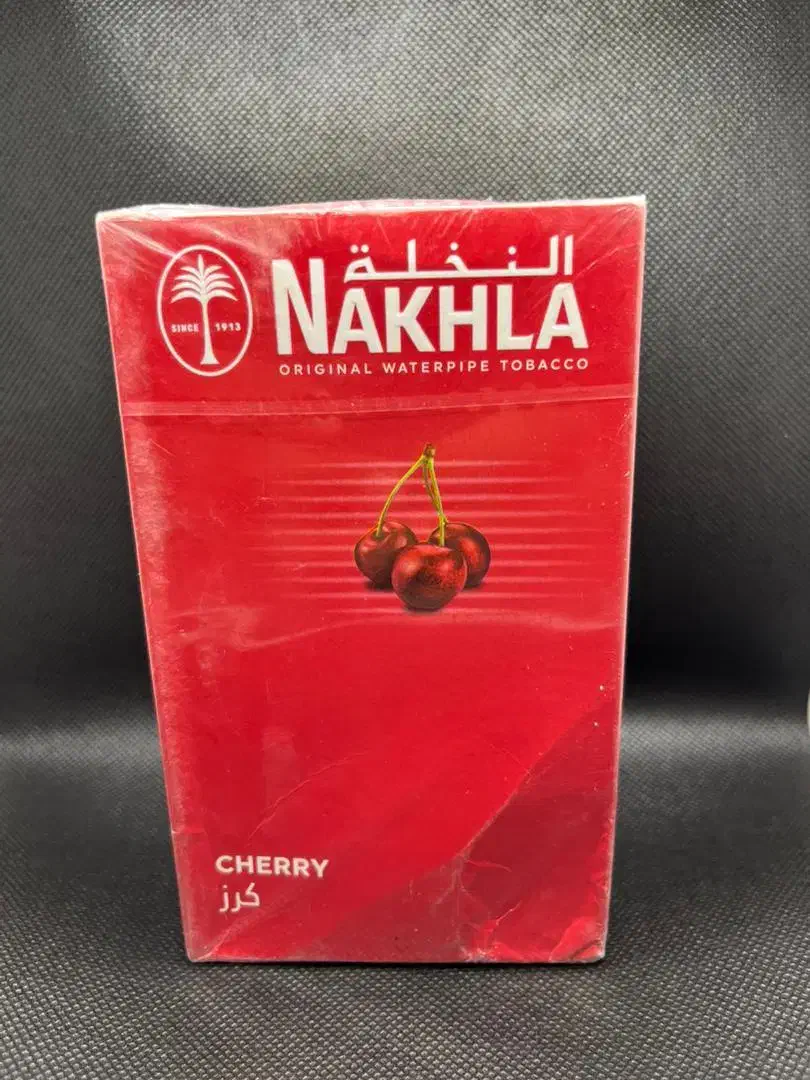 النخلة
SINCE 1913
NAKHLA
ORIGINAL WATERPIPE TOBACCO
CHERRY
كرز